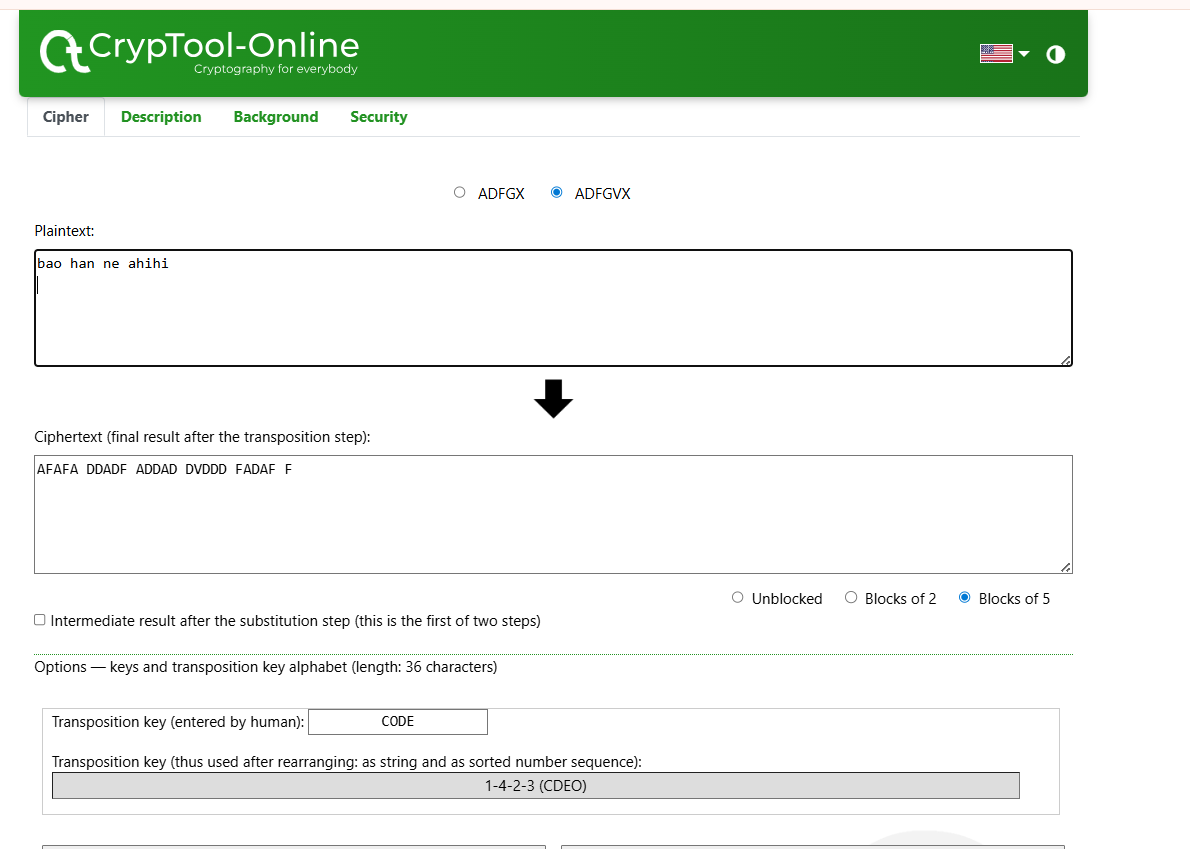 CrypTool-Online
Cryptography for everybody
Cipher Description Background Security
ADFGX ADFGVX
Plaintext:
bao han ne ahihi
Ciphertext (final result after the transposition step):
AFAFA DDADF ADDAD DVDDD FADAF F
Unblocked Blocks of 2 Blocks of 5
Intermediate result after the substitution step (this is the first of two steps)
Options — keys and transposition key alphabet (length: 36 characters)
Transposition key (entered by human): CODE
Transposition key (thus used after rearranging: as string and as sorted number sequence):
1-4-2-3 (CDEO)